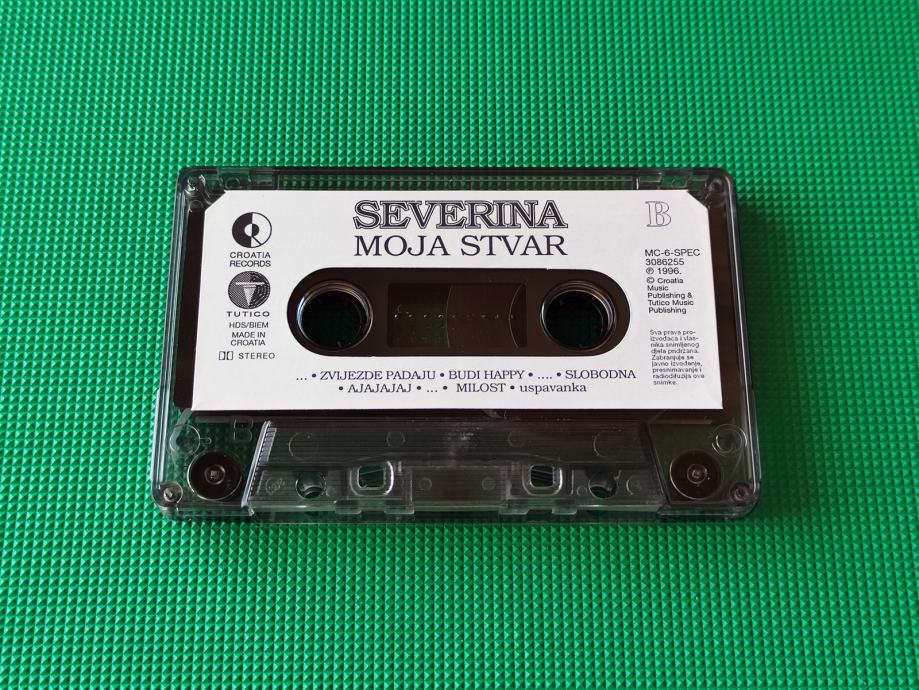 SEVERINA
MOJA STVAR
B
CROATIA
RECORDS
TUTICO
HDS/BIEM
MADE IN
CROATIA
STEREO
MC-6-SPEC
3086255
℗ 1996.
© Croatia
Music
Publishing &
Tutico Music
Publishing
Sva prava pro-
izvođača i vlas-
nika snimljenog
djela pridržana.
Zabranjuje se
javno izvođenje,
presnimavanje i
radiodifuzija ove
snimke.
... • ZVIJEZDE PADAJU • BUDI HAPPY • .... • SLOBODNA
• AJAJAJAJ • ... • MILOST • uspavanka
B